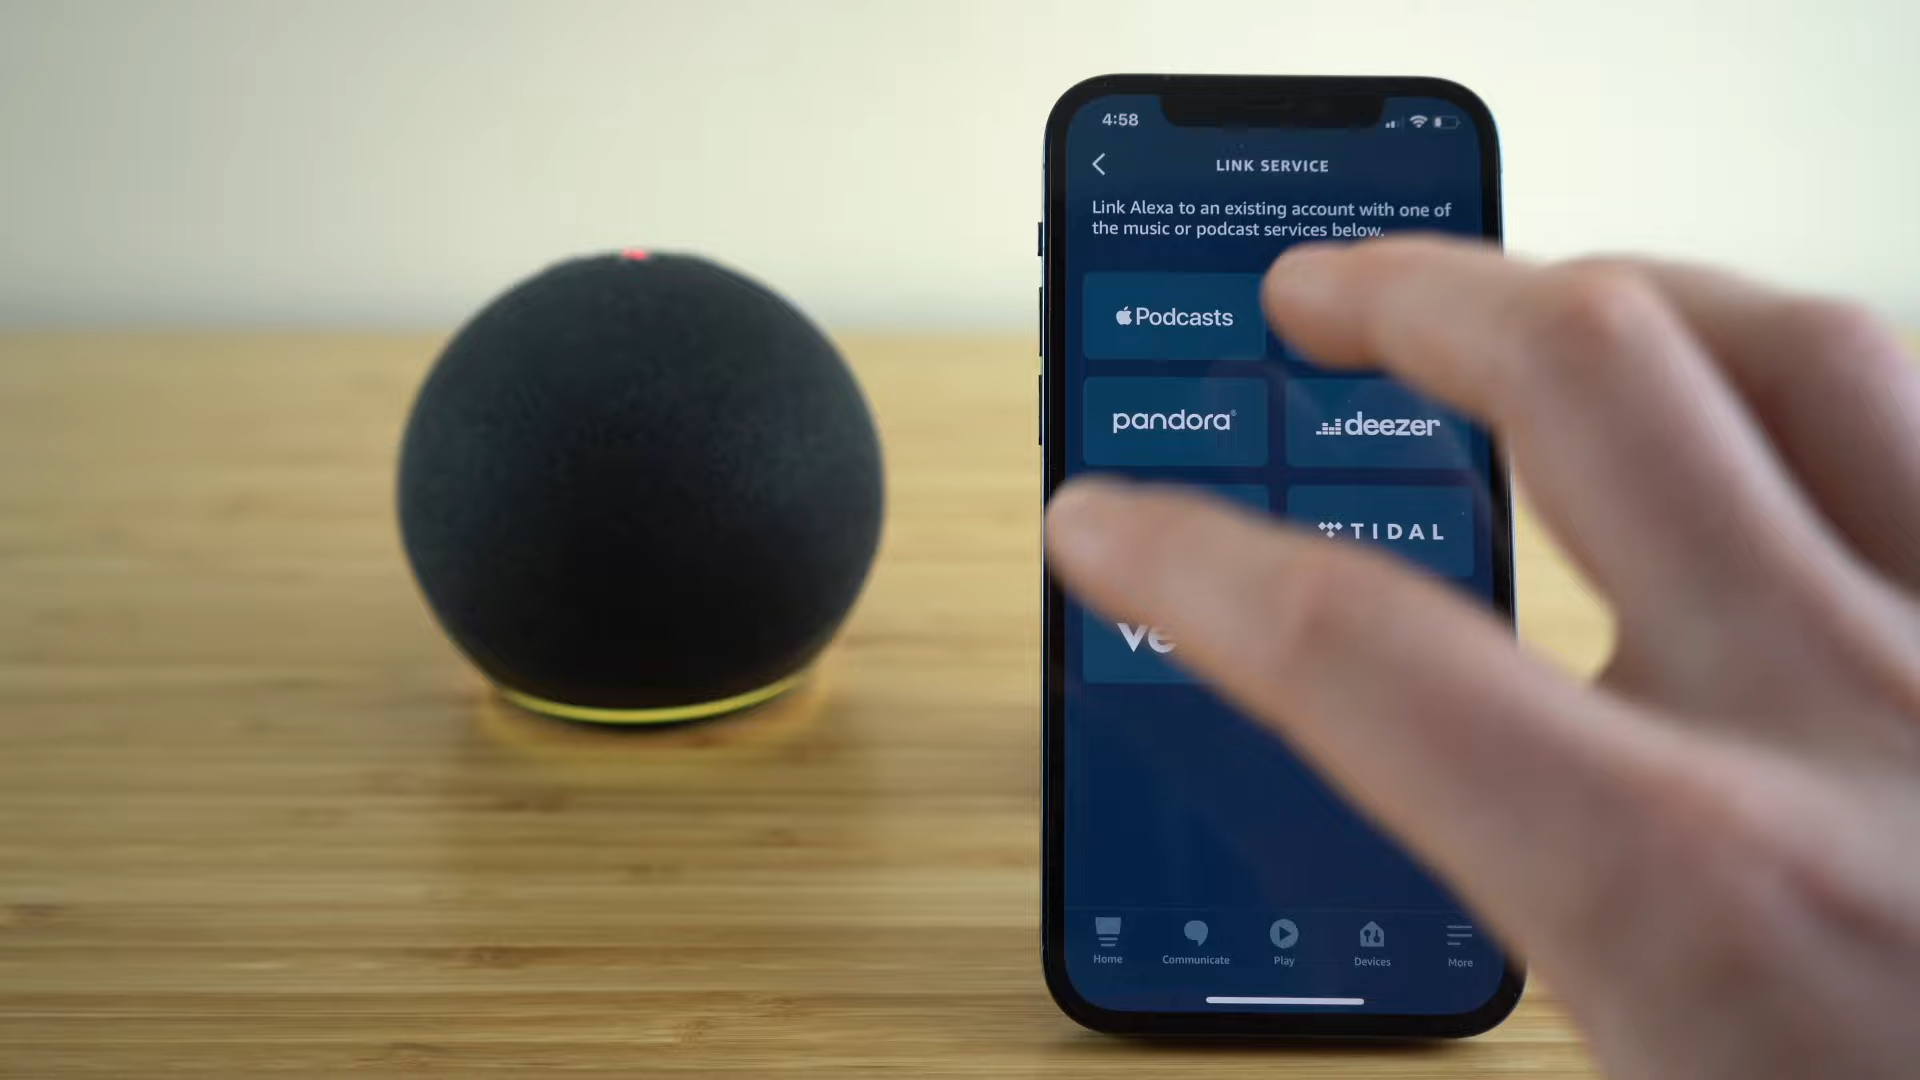 4:58
LINK SERVICE
Link Alexa to an existing account with one of
the music or podcast services below.
Podcasts
pandora®
deezer
TIDAL
Home
Communicate
Play
Devices
More